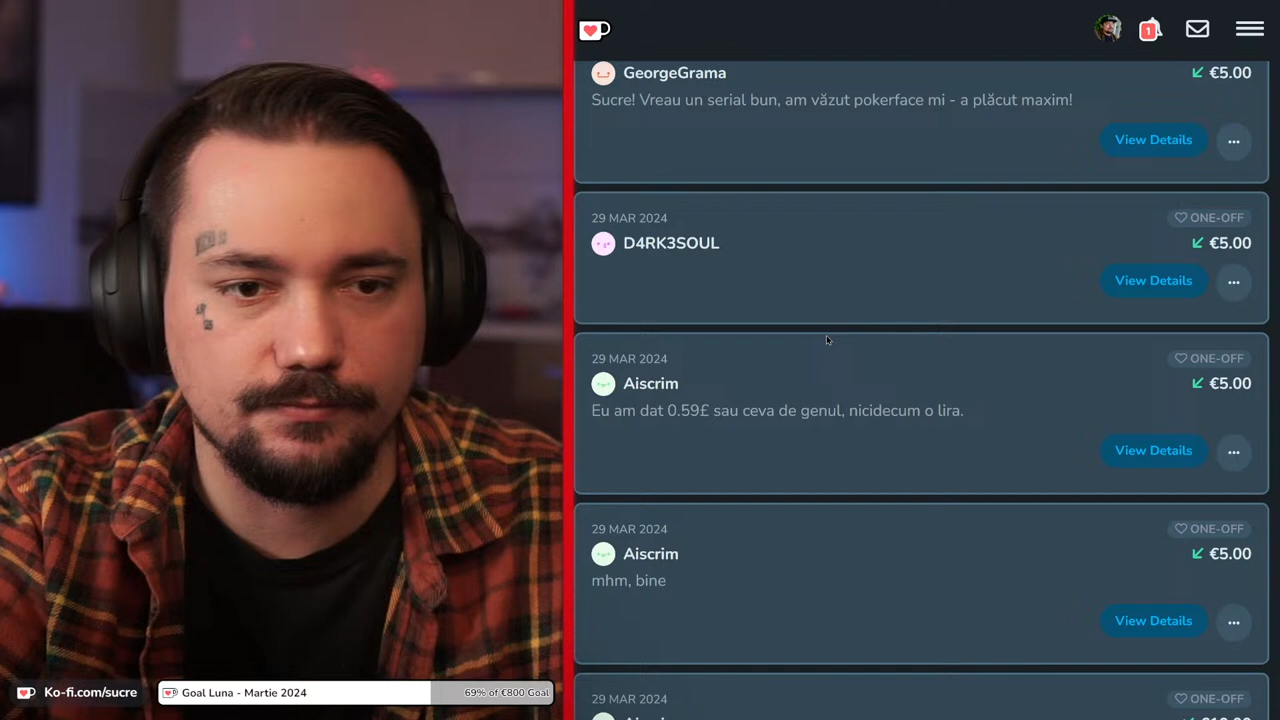 1
GeorgeGrama
€5.00
Sucre! Vreau un serial bun, am văzut pokerface mi - a plăcut maxim!
View Details
29 MAR 2024
ONE-OFF
D4RK3SOUL
€5.00
View Details
29 MAR 2024
ONE-OFF
Aiscrim
€5.00
Eu am dat 0.59£ sau ceva de genul, nicidecum o lira.
View Details
29 MAR 2024
ONE-OFF
Aiscrim
€5.00
mhm, bine
View Details
29 MAR 2024
ONE-OFF
Ko-fi.com/sucre
Goal Luna - Martie 2024
69% of €800 Goal